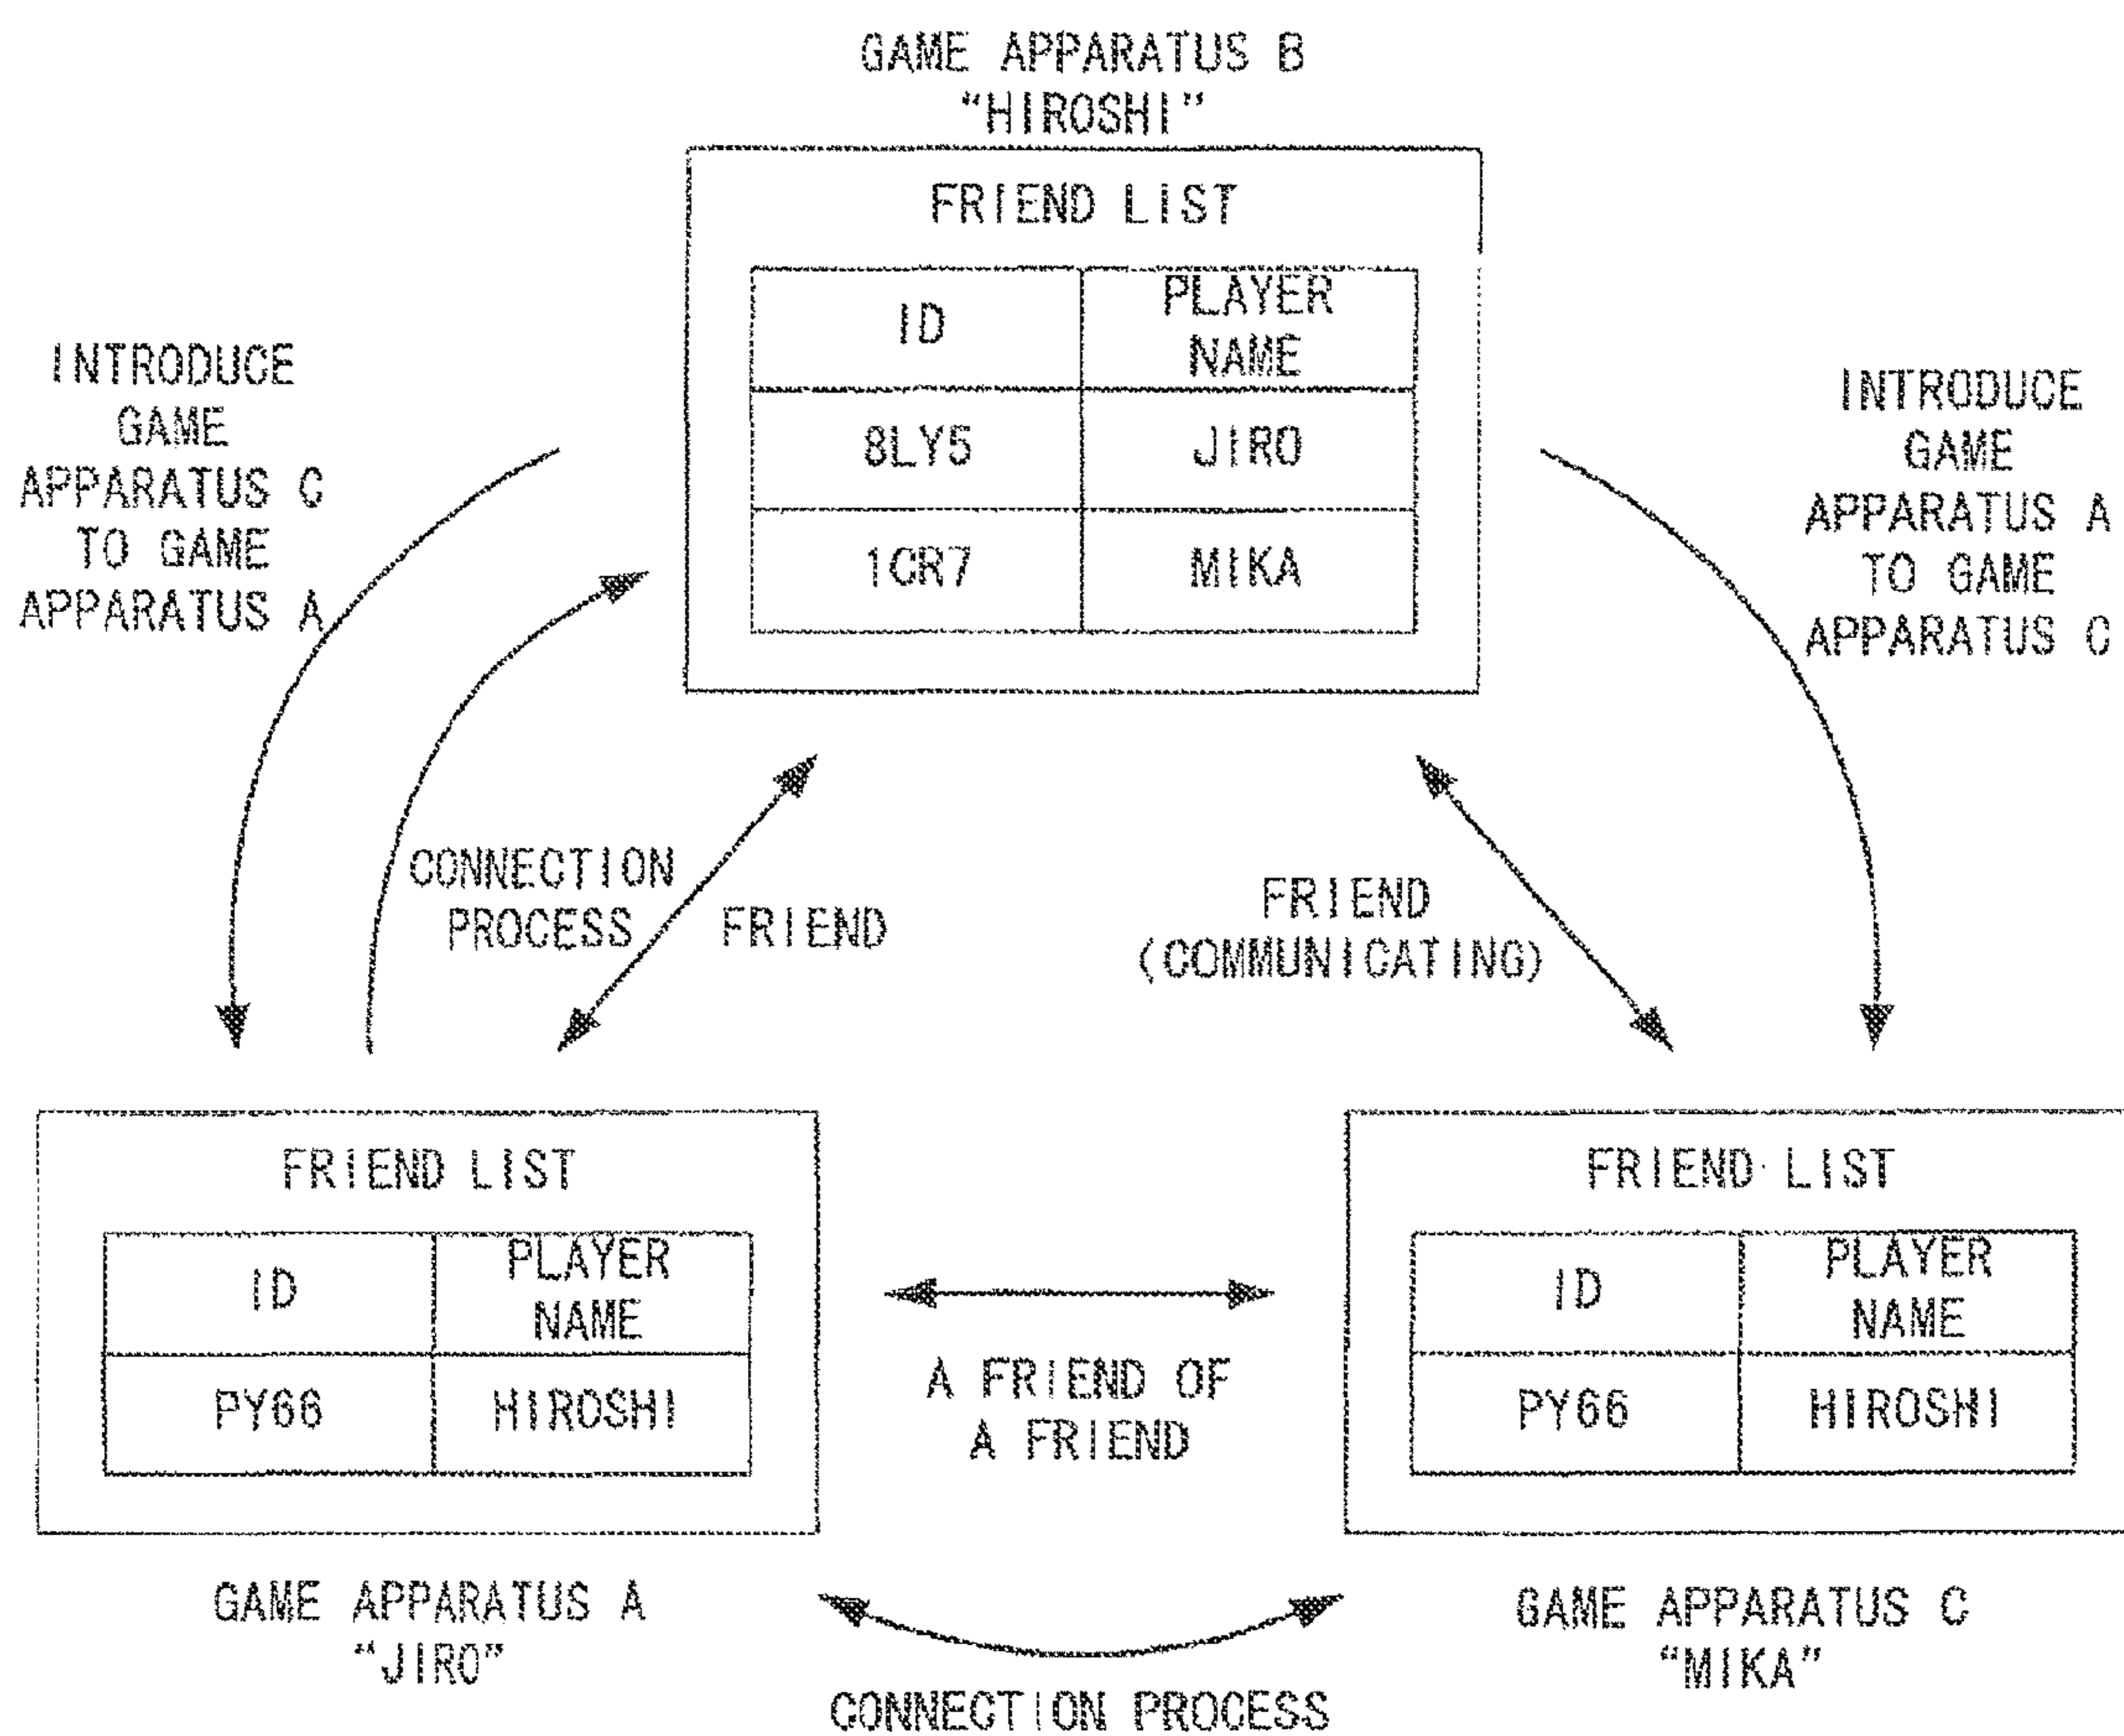 GAME APPARATUS B
“HIROSHI”
FRIEND LIST
ID
PLAYER
NAME
8LY5
JIRO
1CR7
MIKA
INTRODUCE
GAME
APPARATUS C
TO GAME
APPARATUS A
INTRODUCE
GAME
APPARATUS A
TO GAME
APPARATUS C
CONNECTION
PROCESS
FRIEND
FRIEND
(COMMUNICATING)
FRIEND LIST
ID
PLAYER
NAME
PY66
HIROSHI
GAME APPARATUS A
“JIRO”
A FRIEND OF
A FRIEND
FRIEND LIST
ID
PLAYER
NAME
PY66
HIROSHI
GAME APPARATUS C
“MIKA”
CONNECTION PROCESS